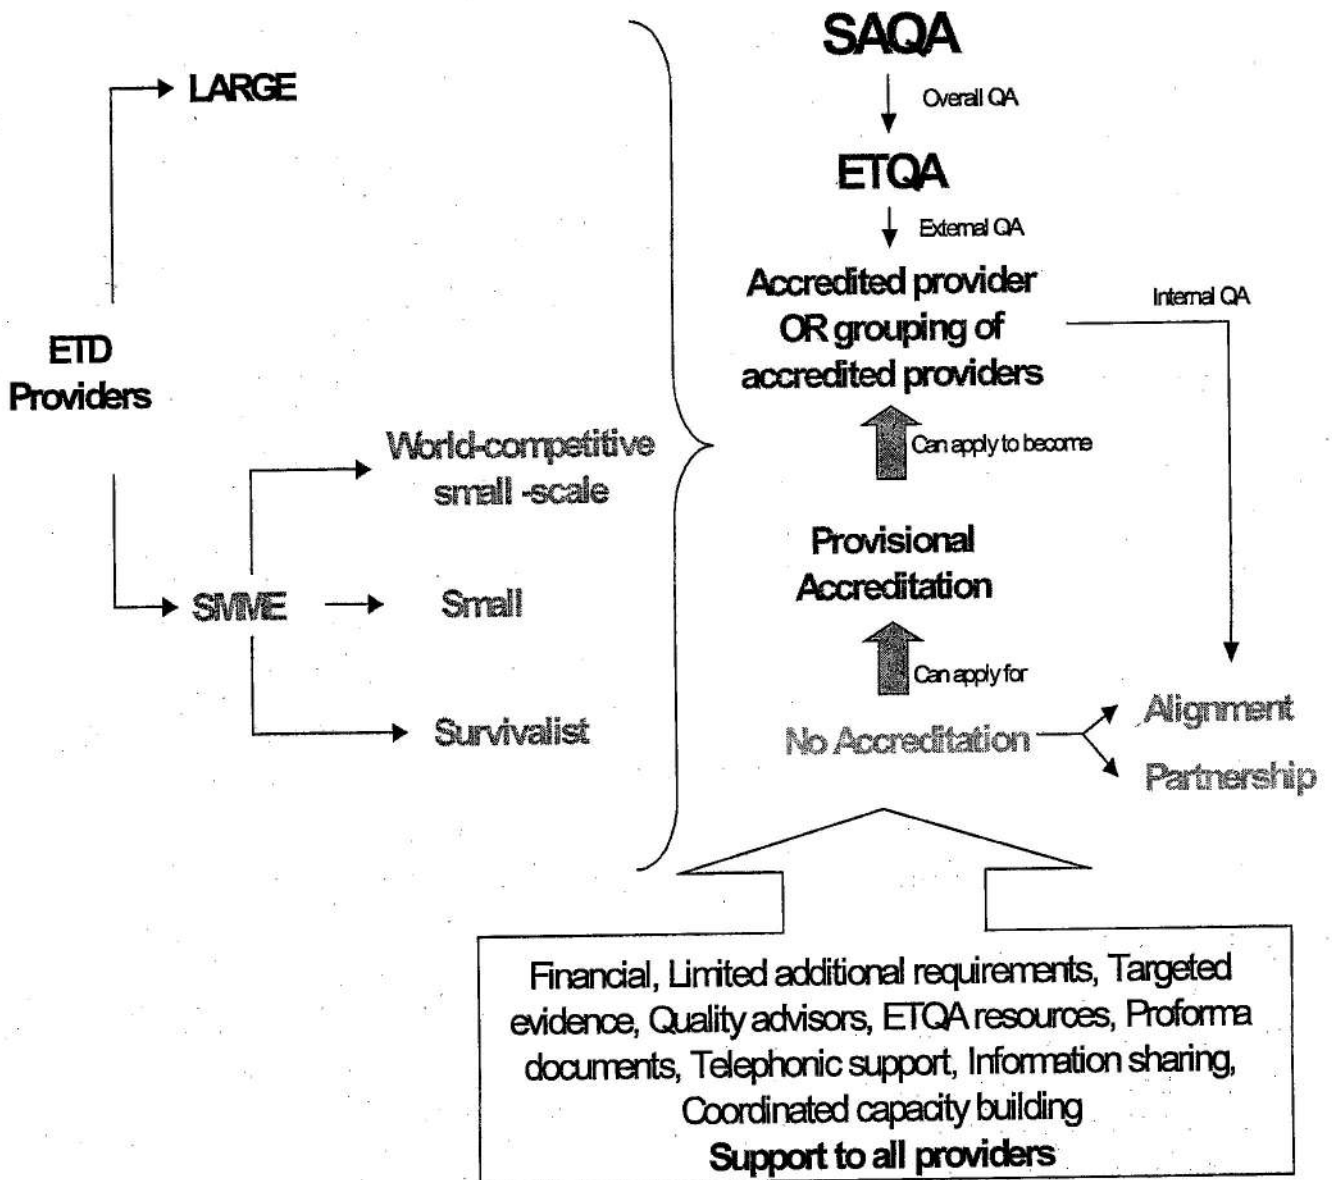 LARGE
ETD
Providers
World-competitive
small -scale
SMME
Small
Survivalist
SAQA
Overall QA
ETQA
External QA
Accredited provider
OR grouping of
accredited providers
Internal QA
Can apply to become
Provisional
Accreditation
Can apply for
No Accreditation
Alignment
Partnership
Financial, Limited additional requirements, Targeted
evidence, Quality advisors, ETQA resources, Proforma
documents, Telephonic support, Information sharing,
Coordinated capacity building
Support to all providers